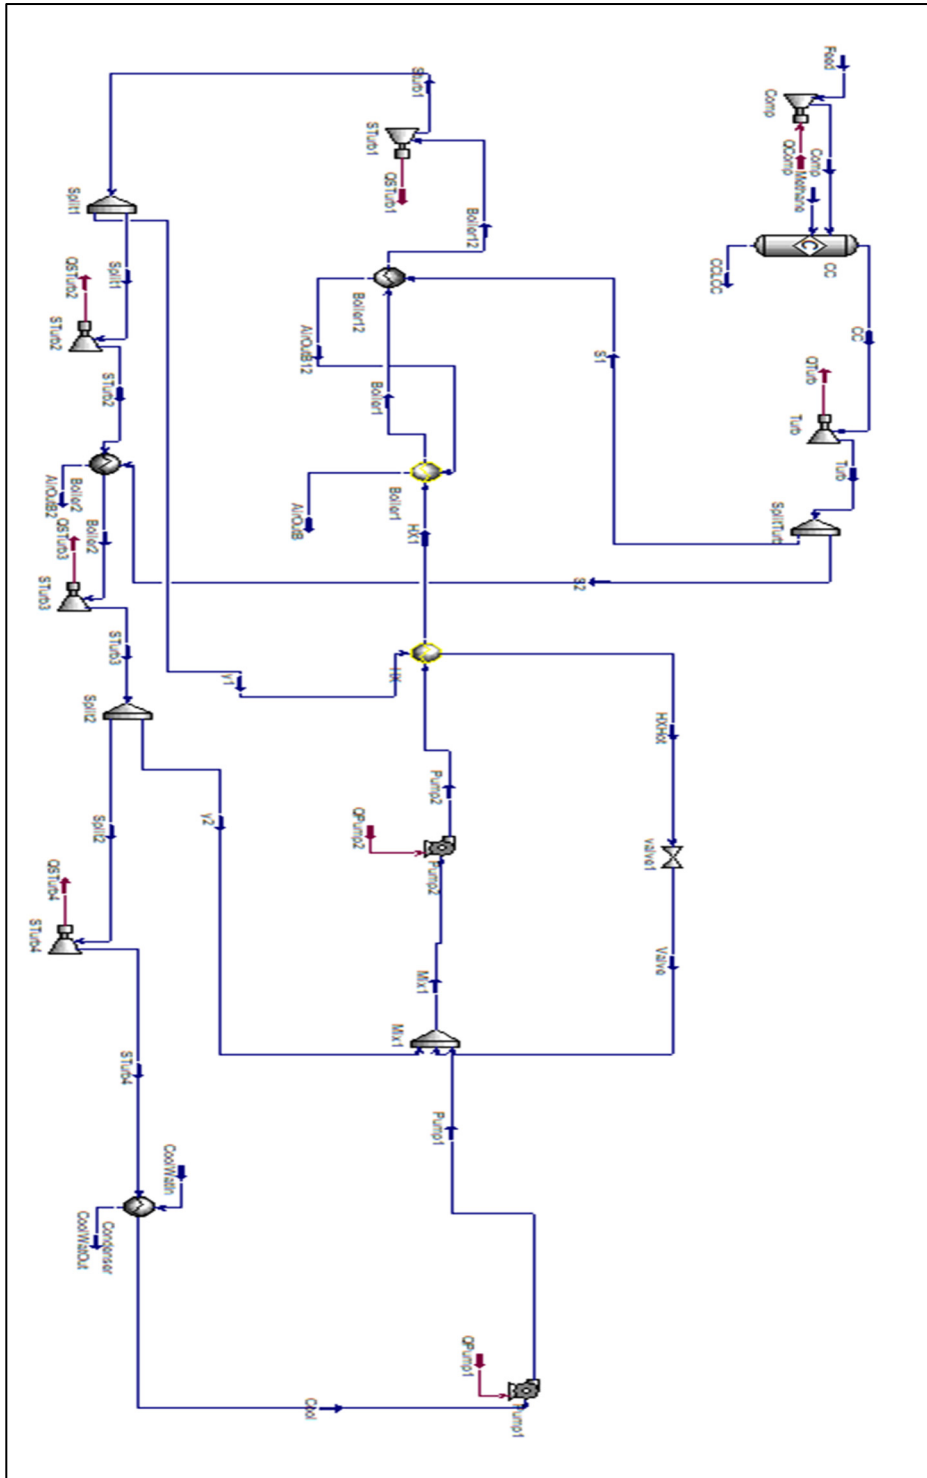 Feed
Comp
Comp
QComp
Methane
CC
CC
CCLOC
Turb
QTurb
Turb
SplitTurb
S1
S2
HXHot
valve1
Valve
Pump1
QPump1
Pump1
Sturb1
STurb1
QSTurb1
Boiler12
Boiler12
AirOutB12
Boiler1
Boiler1
AirOutB
HX1
HX
Pump2
QPump2
Pump2
Mix1
Mix1
Split1
Split1
QSTurb2
STurb2
STurb2
Boiler2
AirOutB2
Boiler2
QSTurb3
STurb3
STurb3
y1
Split2
y2
Split2
QSTurb4
STurb4
STurb4
CoolWatIn
Condenser
CoolWatOut
Cool